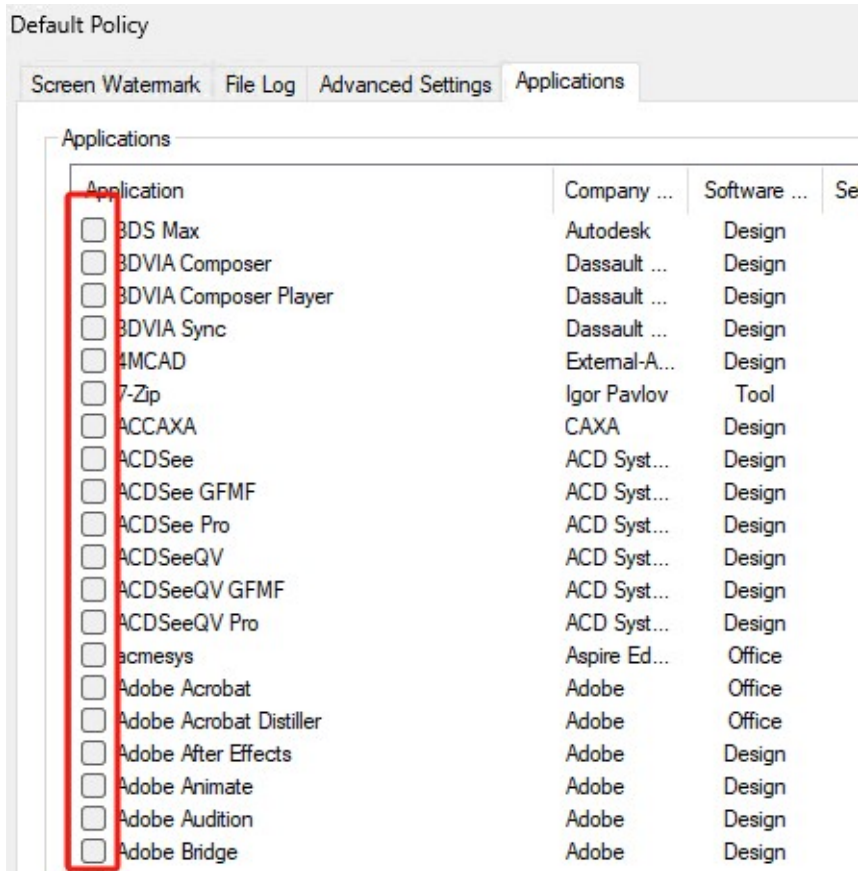 Default Policy
Screen Watermark File Log Advanced Settings Applications
Applications
Application Company ... Software ... Se
3DS Max Autodesk Design
3DVIA Composer Dassault ... Design
3DVIA Composer Player Dassault ... Design
3DVIA Sync Dassault ... Design
4MCAD External-A... Design
7-Zip Igor Pavlov Tool
ACCAXA CAXA Design
ACDSee ACD Syst... Design
ACDSee GFMF ACD Syst... Design
ACDSee Pro ACD Syst... Design
ACDSeeQV ACD Syst... Design
ACDSeeQV GFMF ACD Syst... Design
ACDSeeQV Pro ACD Syst... Design
acmesys Aspire Ed... Office
Adobe Acrobat Adobe Office
Adobe Acrobat Distiller Adobe Office
Adobe After Effects Adobe Design
Adobe Animate Adobe Design
Adobe Audition Adobe Design
Adobe Bridge Adobe Design